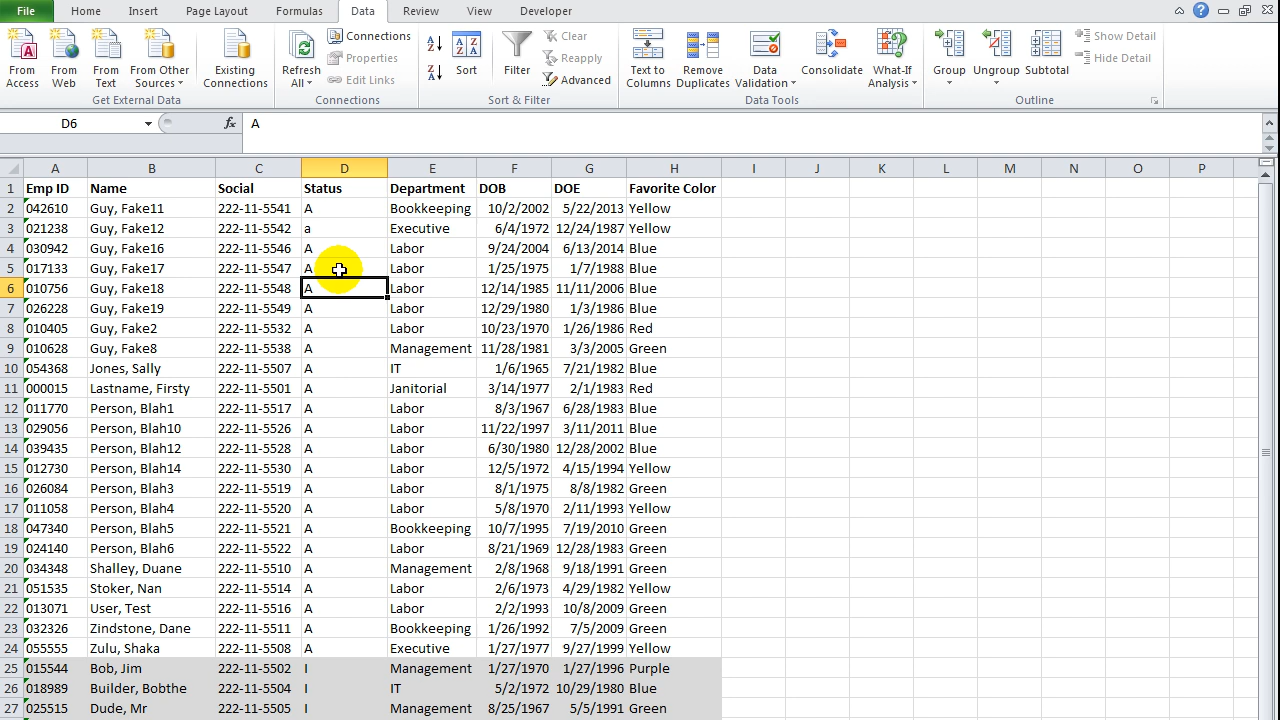 File Home Insert Page Layout Formulas Data Review View Developer
From Access From Web From Text From Other Sources Existing Connections Refresh All Connections Properties Edit Links Sort Filter Clear Reapply Advanced Text to Columns Remove Duplicates Data Validation Consolidate What-If Analysis Group Ungroup Subtotal Show Detail Hide Detail
Get External Data Connections Sort & Filter Data Tools Outline
D6 fx A
A B C D E F G H I J K L M N O P
1 Emp ID Name Social Status Department DOB DOE Favorite Color
2 042610 Guy, Fake11 222-11-5541 A Bookkeeping 10/2/2002 5/22/2013 Yellow
3 021238 Guy, Fake12 222-11-5542 a Executive 6/4/1972 12/24/1987 Yellow
4 030942 Guy, Fake16 222-11-5546 A Labor 9/24/2004 6/13/2014 Blue
5 017133 Guy, Fake17 222-11-5547 A Labor 1/25/1975 1/7/1988 Blue
6 010756 Guy, Fake18 222-11-5548 A Labor 12/14/1985 11/11/2006 Blue
7 026228 Guy, Fake19 222-11-5549 A Labor 12/29/1980 1/3/1986 Blue
8 010405 Guy, Fake2 222-11-5532 A Labor 10/23/1970 1/26/1986 Red
9 010628 Guy, Fake8 222-11-5538 A Management 11/28/1981 3/3/2005 Green
10 054368 Jones, Sally 222-11-5507 A IT 1/6/1965 7/21/1982 Blue
11 000015 Lastname, Firsty 222-11-5501 A Janitorial 3/14/1977 2/1/1983 Red
12 011770 Person, Blah1 222-11-5517 A Labor 8/3/1967 6/28/1983 Blue
13 029056 Person, Blah10 222-11-5526 A Labor 11/22/1997 3/11/2011 Blue
14 039435 Person, Blah12 222-11-5528 A Labor 6/30/1980 12/28/2002 Blue
15 012730 Person, Blah14 222-11-5530 A Labor 12/5/1972 4/15/1994 Yellow
16 026084 Person, Blah3 222-11-5519 A Labor 8/1/1975 8/8/1982 Green
17 011058 Person, Blah4 222-11-5520 A Labor 5/8/1970 2/11/1993 Yellow
18 047340 Person, Blah5 222-11-5521 A Bookkeeping 10/7/1995 7/19/2010 Green
19 024140 Person, Blah6 222-11-5522 A Labor 8/21/1969 12/28/1983 Green
20 034348 Shalley, Duane 222-11-5510 A Management 2/8/1968 9/18/1991 Green
21 051535 Stoker, Nan 222-11-5514 A Labor 2/6/1973 4/29/1982 Yellow
22 013071 User, Test 222-11-5516 A Labor 2/2/1993 10/8/2009 Green
23 032326 Zindstone, Dane 222-11-5511 A Bookkeeping 1/26/1992 7/5/2009 Green
24 055555 Zulu, Shaka 222-11-5508 A Executive 1/27/1977 9/27/1999 Yellow
25 015544 Bob, Jim 222-11-5502 I Management 1/27/1970 1/27/1996 Purple
26 018989 Builder, Bobthe 222-11-5504 I IT 5/2/1972 10/29/1980 Blue
27 025515 Dude, Mr 222-11-5505 I Management 8/25/1967 5/5/1991 Green